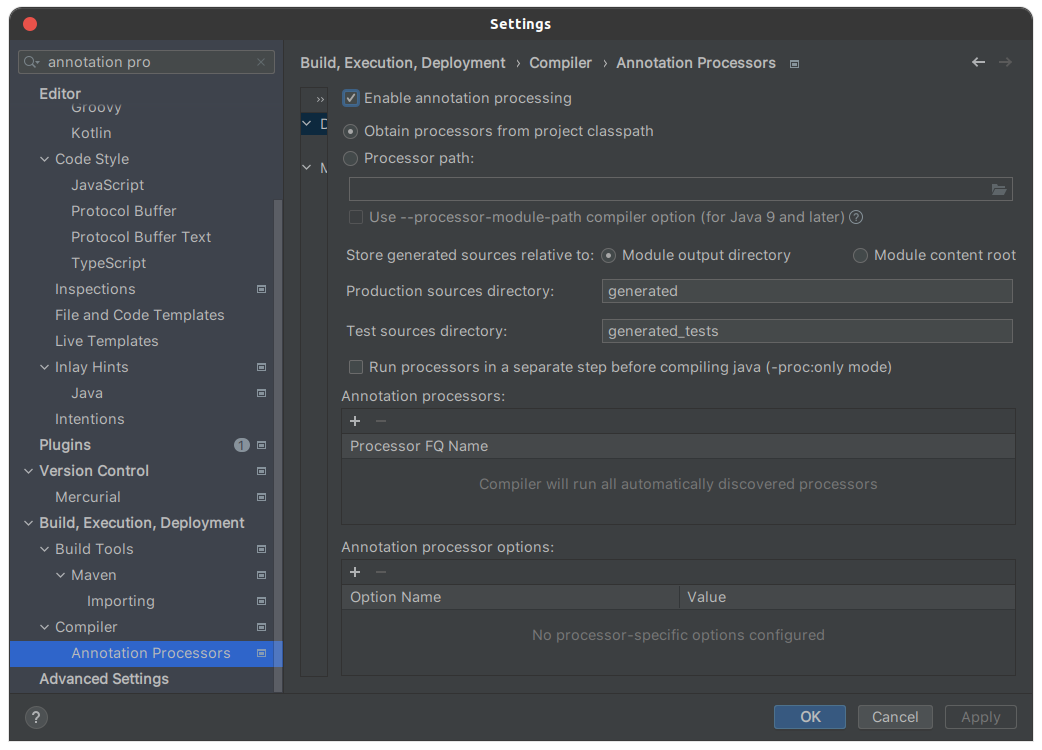 Settings
annotation pro
Editor
Groovy
Kotlin
Code Style
JavaScript
Protocol Buffer
Protocol Buffer Text
TypeScript
Inspections
File and Code Templates
Live Templates
Inlay Hints
Java
Intentions
Plugins 1
Version Control
Mercurial
Build, Execution, Deployment
Build Tools
Maven
Importing
Compiler
Annotation Processors
Advanced Settings
Build, Execution, Deployment › Compiler › Annotation Processors
»
Enable annotation processing
Obtain processors from project classpath
Processor path:
Use --processor-module-path compiler option (for Java 9 and later) ?
Store generated sources relative to: Module output directory Module content root
Production sources directory: generated
Test sources directory: generated_tests
Run processors in a separate step before compiling java (-proc:only mode)
Annotation processors:
+ −
Processor FQ Name
Compiler will run all automatically discovered processors
Annotation processor options:
+ −
Option Name Value
No processor-specific options configured
? OK Cancel Apply